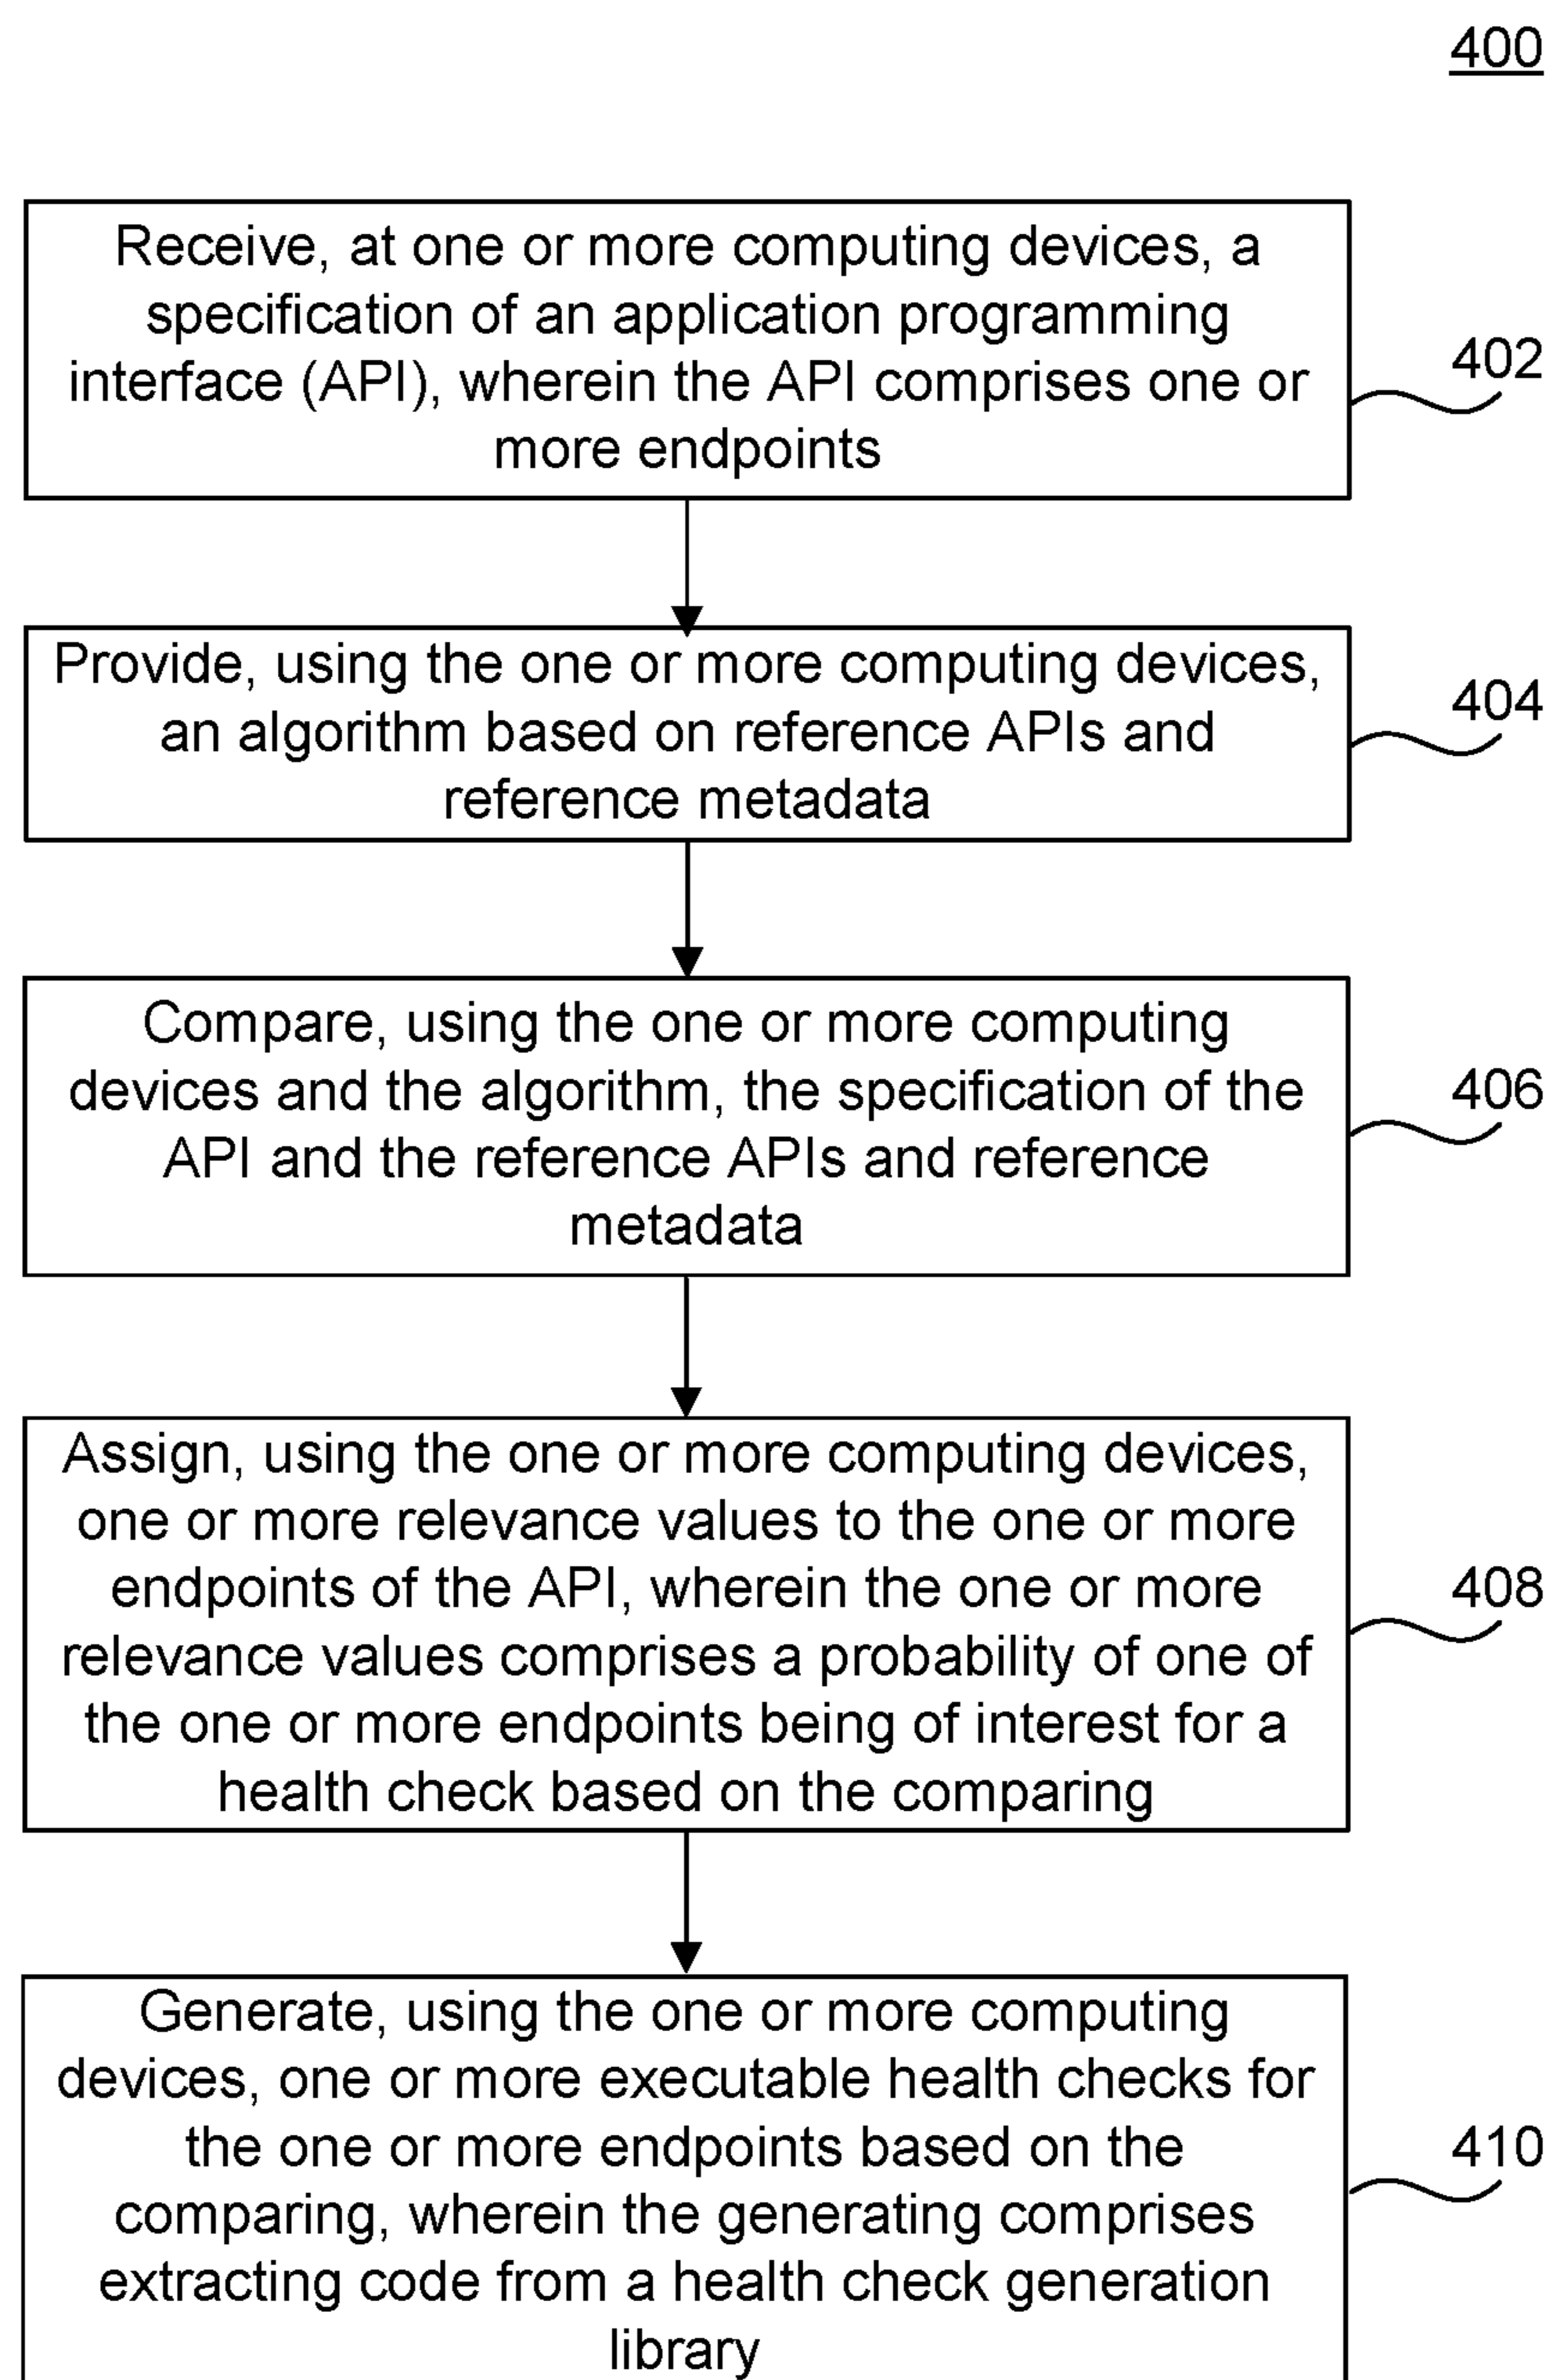 400
Receive, at one or more computing devices, a
specification of an application programming
interface (API), wherein the API comprises one or
more endpoints
402
Provide, using the one or more computing devices,
an algorithm based on reference APIs and
reference metadata
404
Compare, using the one or more computing
devices and the algorithm, the specification of the
API and the reference APIs and reference
metadata
406
Assign, using the one or more computing devices,
one or more relevance values to the one or more
endpoints of the API, wherein the one or more
relevance values comprises a probability of one of
the one or more endpoints being of interest for a
health check based on the comparing
408
Generate, using the one or more computing
devices, one or more executable health checks for
the one or more endpoints based on the
comparing, wherein the generating comprises
extracting code from a health check generation
library
410